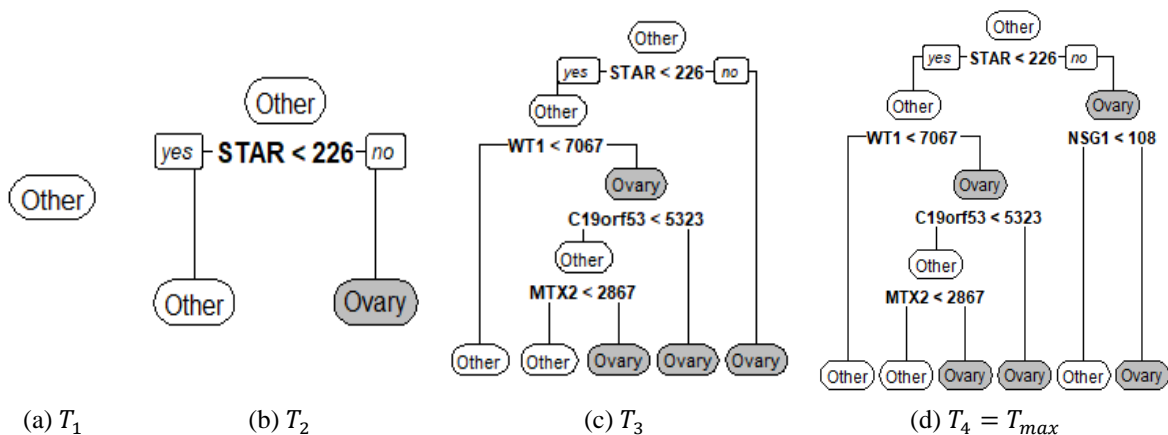 Other
(a) T₁
Other
yes STAR < 226 no
Other Ovary
(b) T₂
Other
yes STAR < 226 no
Other
WT1 < 7067
Ovary
C19orf53 < 5323
Other
MTX2 < 2867
Other Other Ovary Ovary Ovary
(c) T₃
Other
yes STAR < 226 no
Other Ovary
WT1 < 7067 NSG1 < 108
Ovary
C19orf53 < 5323
Other
MTX2 < 2867
Other Other Ovary Ovary Other Ovary
(d) T₄ = Tₘₐₓ